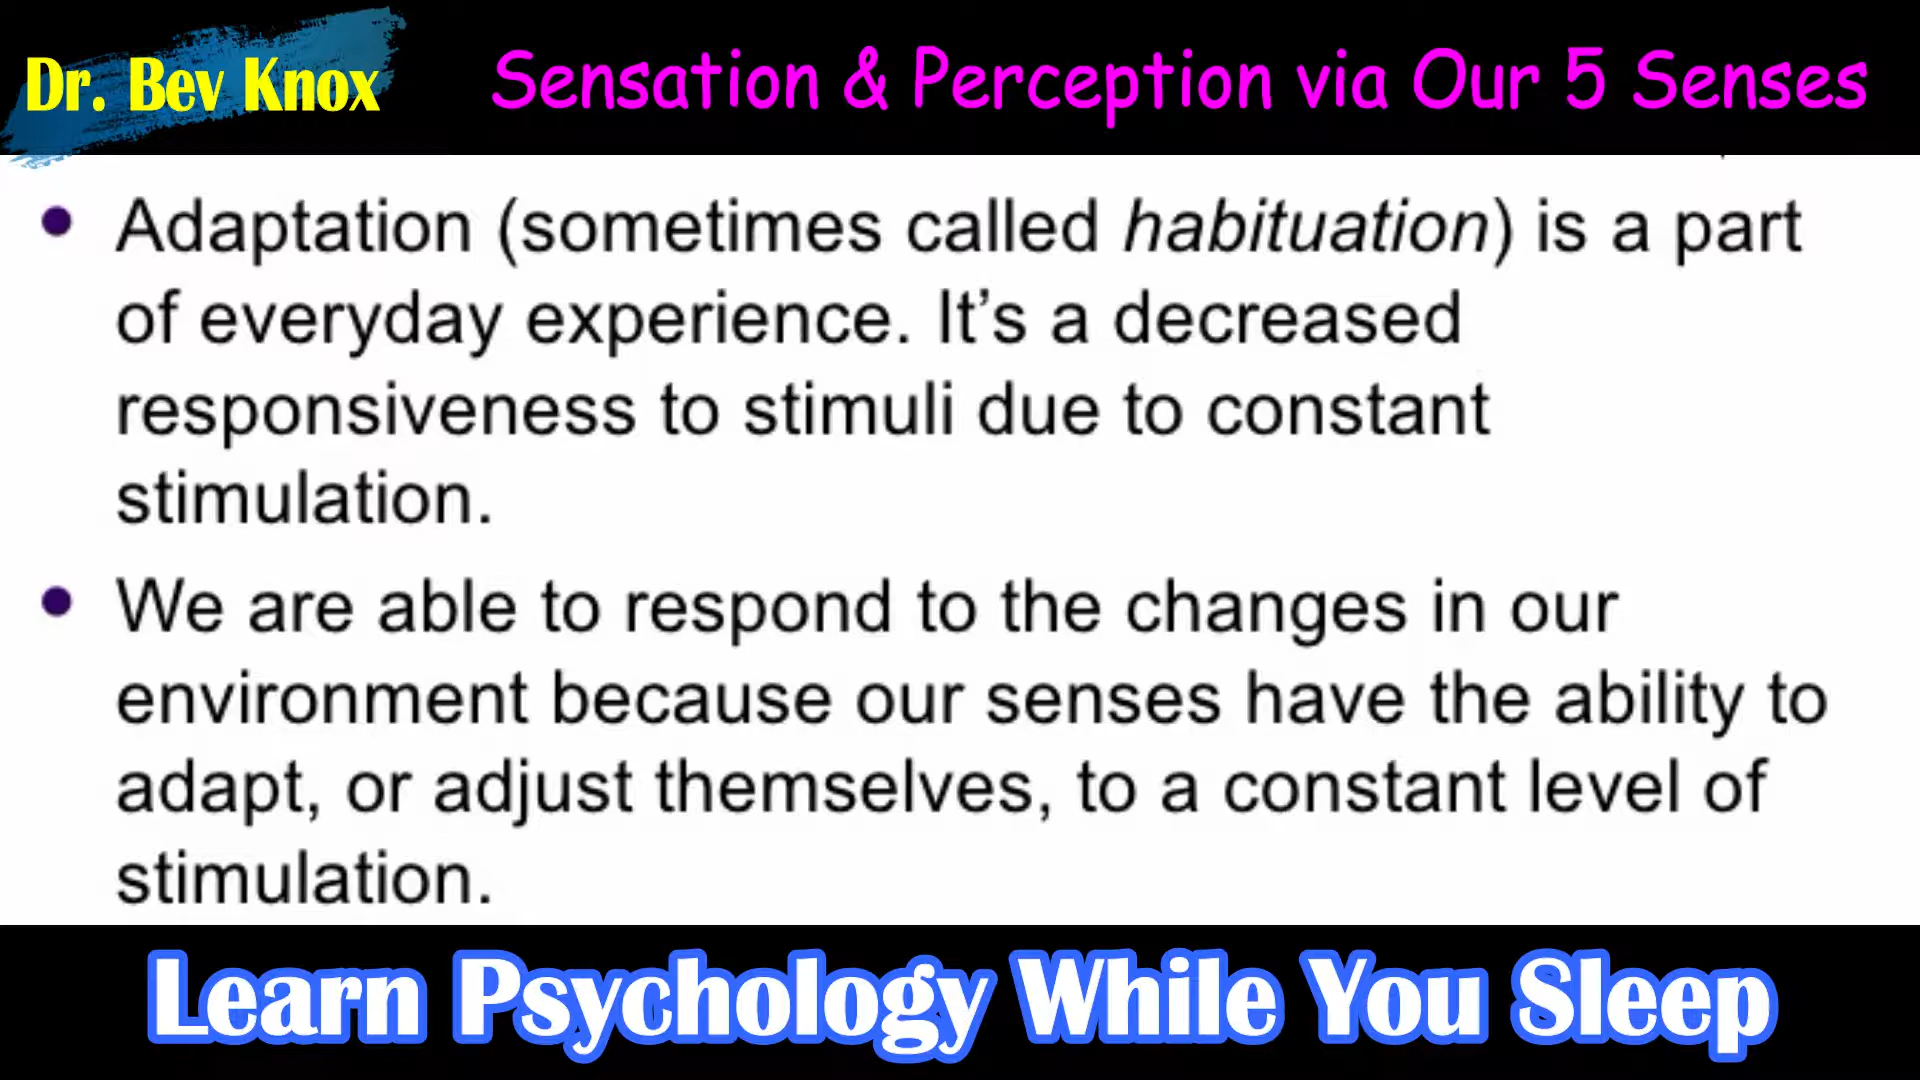 Dr. Bev Knox
Sensation & Perception via Our 5 Senses
• Adaptation (sometimes called habituation) is a part
of everyday experience. It’s a decreased
responsiveness to stimuli due to constant
stimulation.
• We are able to respond to the changes in our
environment because our senses have the ability to
adapt, or adjust themselves, to a constant level of
stimulation.
Learn Psychology While You Sleep